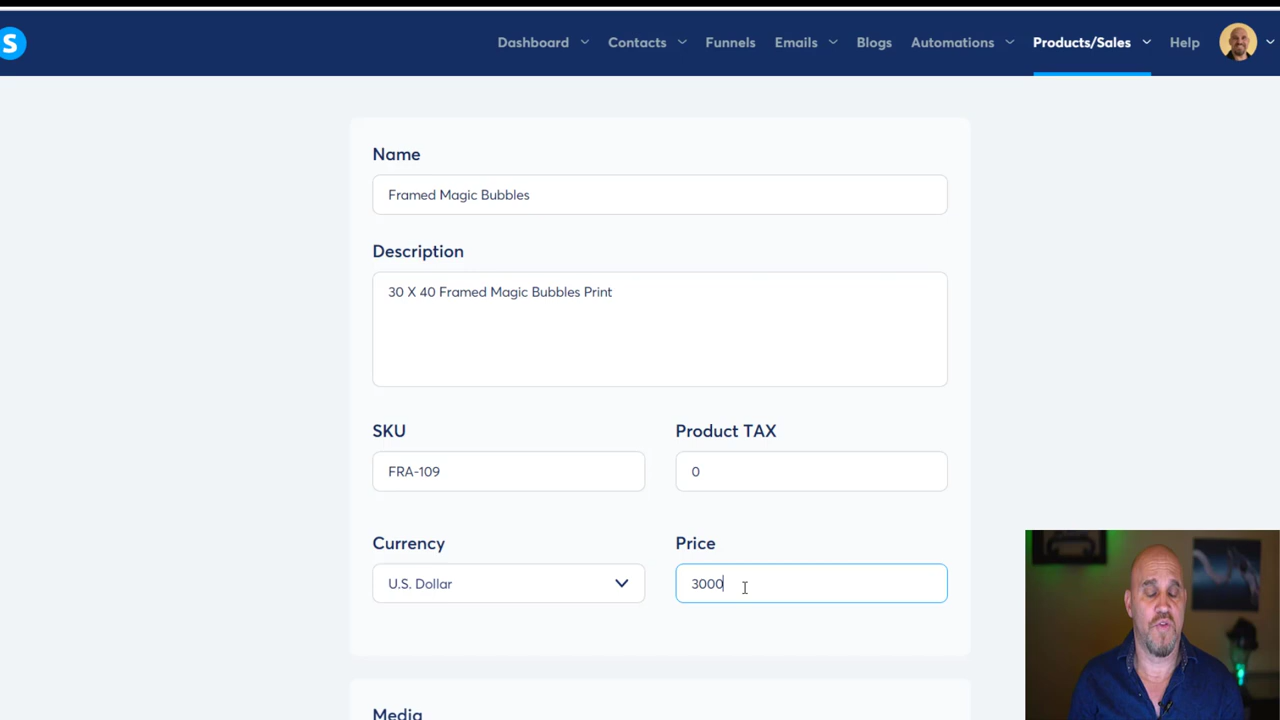 S
Dashboard Contacts Funnels Emails Blogs Automations Products/Sales Help
Name
Framed Magic Bubbles
Description
30 X 40 Framed Magic Bubbles Print
SKU Product TAX
FRA-109 0
Currency Price
U.S. Dollar 3000
Media